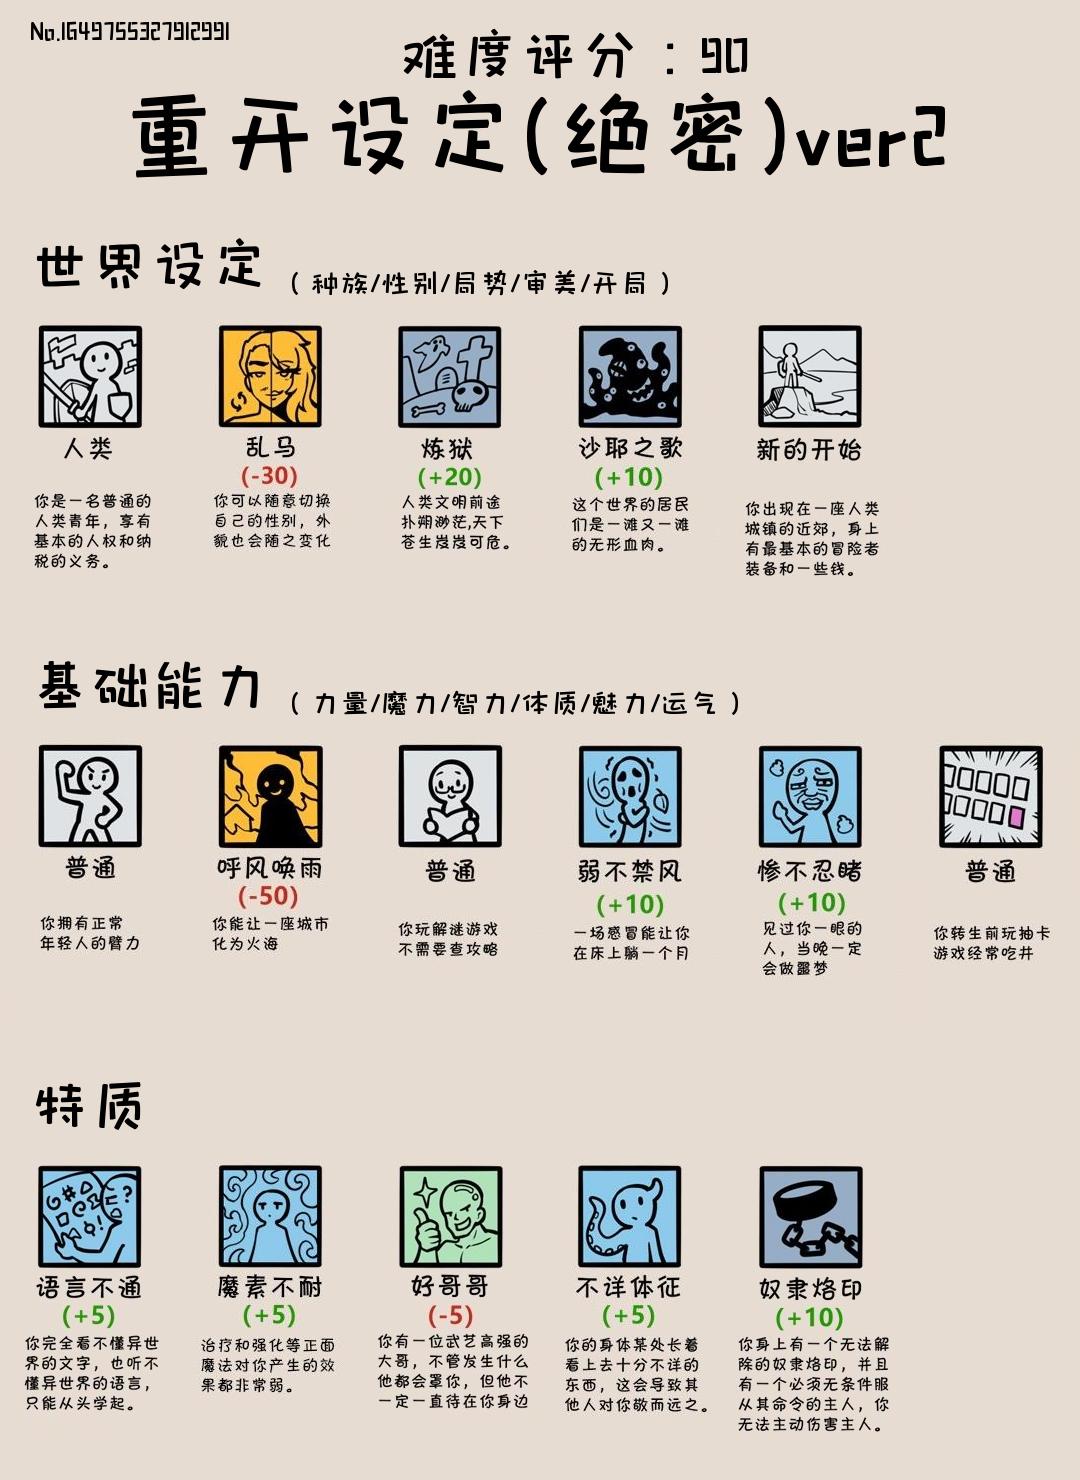 No.1649755327912991
难度评分：90
重开设定(绝密)ver2
世界设定
（种族/性别/局势/审美/开局）
人类
你是一名普通的
人类青年，享有
基本的人权和纳
税的义务。
乱马
(-30)
你可以随意切换
自己的性别，外
貌也会随之变化
炼狱
(+20)
人类文明前途
扑朔渺茫,天下
苍生岌岌可危。
沙耶之歌
(+10)
这个世界的居民
们是一滩又一滩
的无形血肉。
新的开始
你出现在一座人类
城镇的近郊，身上
有最基本的冒险者
装备和一些钱。
基础能力
（力量/魔力/智力/体质/魅力/运气）
普通
你拥有正常
年轻人的臂力
呼风唤雨
(-50)
你能让一座城市
化为火海
普通
你玩解谜游戏
不需要查攻略
弱不禁风
(+10)
一场感冒能让你
在床上躺一个月
惨不忍睹
(+10)
见过你一眼的
人，当晚一定
会做噩梦
普通
你转生前玩抽卡
游戏经常吃井
特质
语言不通
(+5)
你完全看不懂异世
界的文字，也听不
懂异世界的语言，
只能从头学起。
魔素不耐
(+5)
治疗和强化等正面
魔法对你产生的效
果都非常弱。
好哥哥
(-5)
你有一位武艺高强的
大哥，不管发生什么
他都会罩你，但他不
一定一直待在你身边
不详体征
(+5)
你的身体某处长着
看上去十分不详的
东西，这会导致其
他人对你敬而远之。
奴隶烙印
(+10)
你身上有一个无法解
除的奴隶烙印，并且
有一个必须无条件服
从其命令的主人，你
无法主动伤害主人。